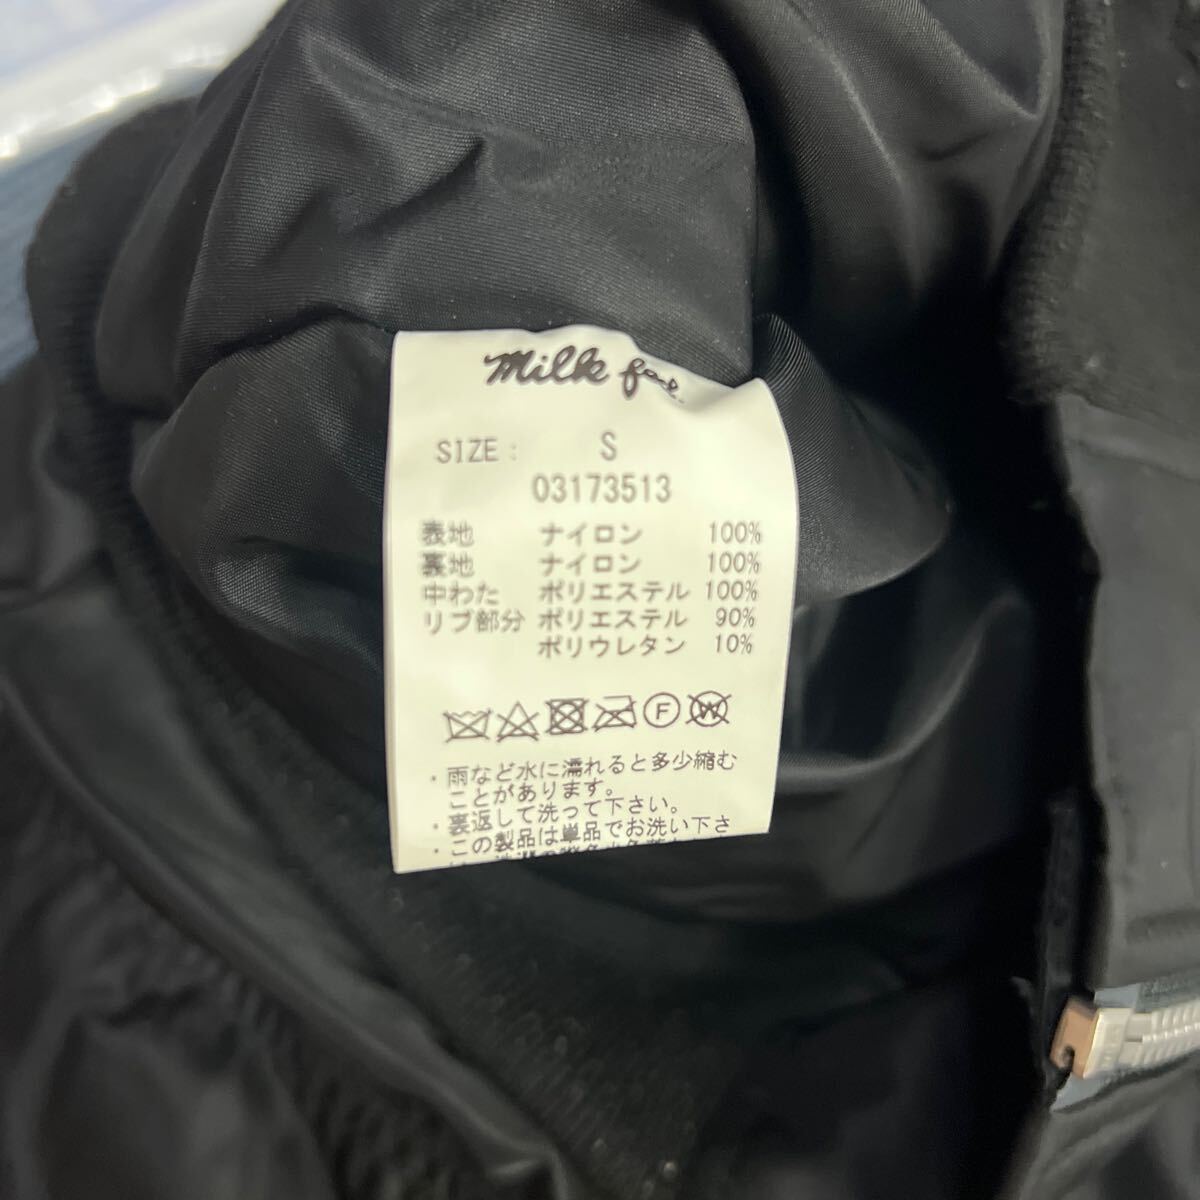 Milk
SIZE : S
03173513
表地 ナイロン 100%
裏地 ナイロン 100%
中わた ポリエステル 100%
リブ部分 ポリエステル 90%
ポリウレタン 10%
F W
・雨など水に濡れると多少縮む
ことがあります。
・裏返して洗って下さい。
・この製品は単品でお洗い下さ